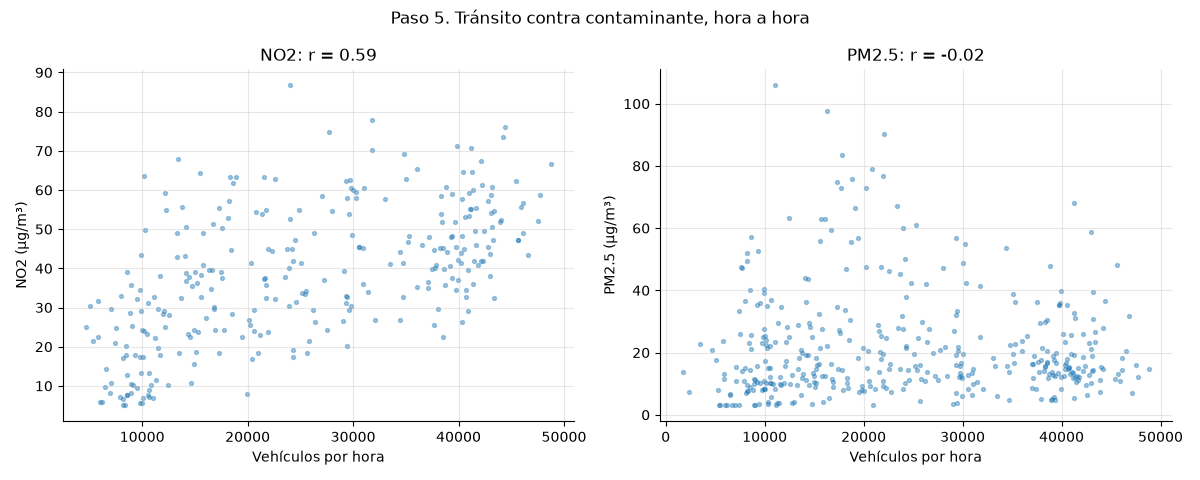 Paso 5. Tránsito contra contaminante, hora a hora
NO2: r = 0.59
90
80
70
60
50
40
30
20
10
NO2 (µg/m³)
10000 20000 30000 40000 50000
Vehículos por hora
PM2.5: r = -0.02
100
80
60
40
20
0
PM2.5 (µg/m³)
0 10000 20000 30000 40000 50000
Vehículos por hora